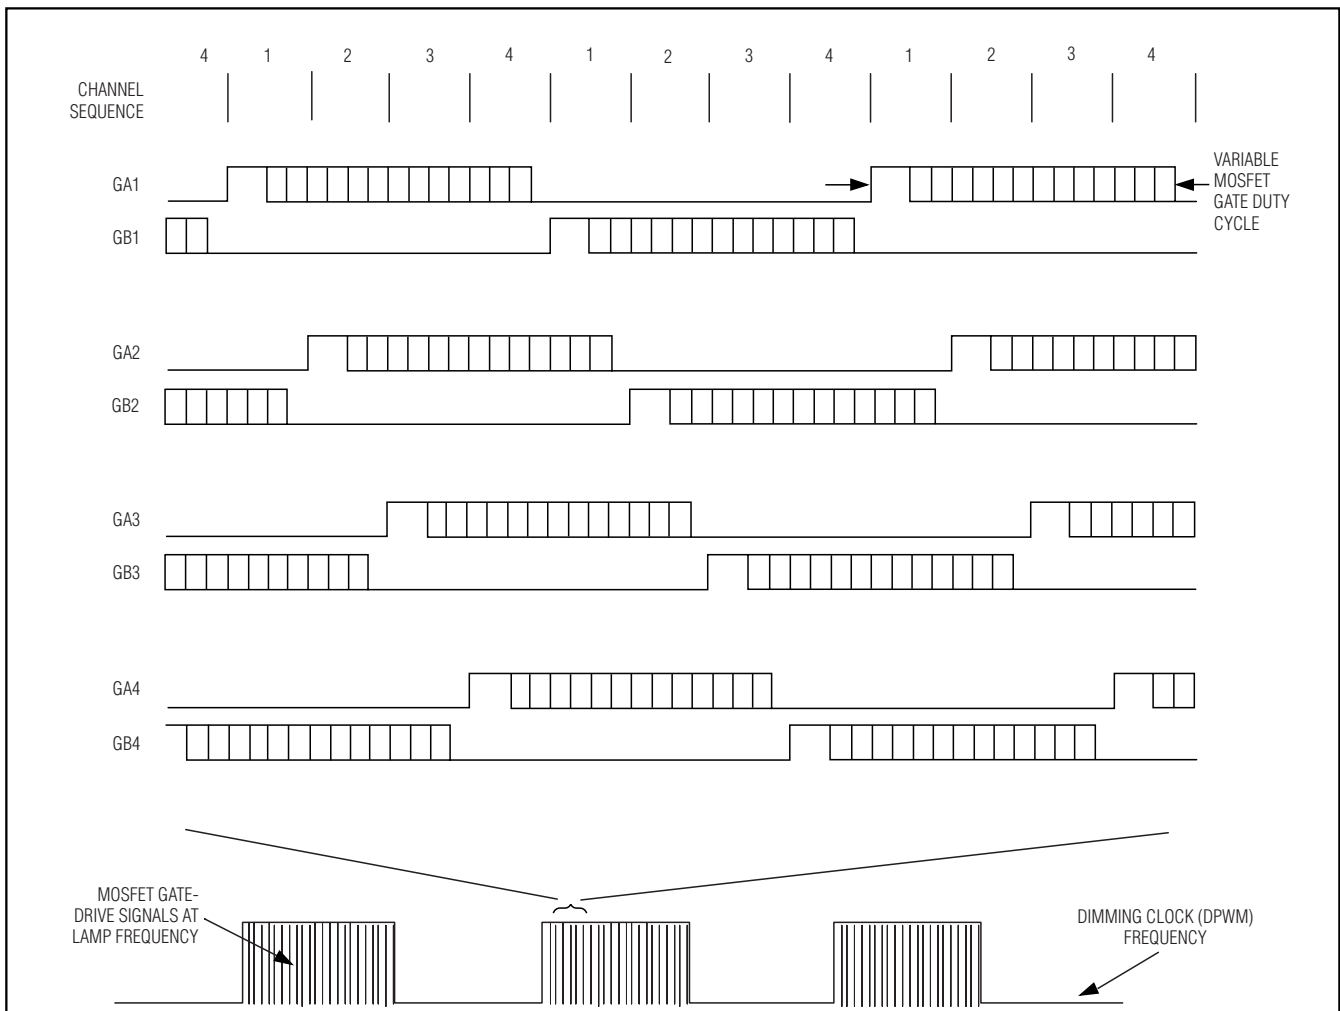 4 1 2 3 4 1 2 3 4 1 2 3 4
CHANNEL
SEQUENCE
GA1
VARIABLE
MOSFET
GATE DUTY
CYCLE
GB1
GA2
GB2
GA3
GB3
GA4
GB4
MOSFET GATE-
DRIVE SIGNALS AT
LAMP FREQUENCY
DIMMING CLOCK (DPWM)
FREQUENCY